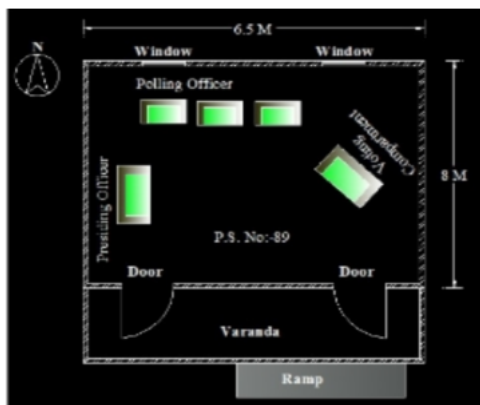 6.5 M
N
Window
Window
Polling Officer
Voting
Compartment
Presiding Officer
8 M
P.S. No:-89
Door
Door
Varanda
Ramp